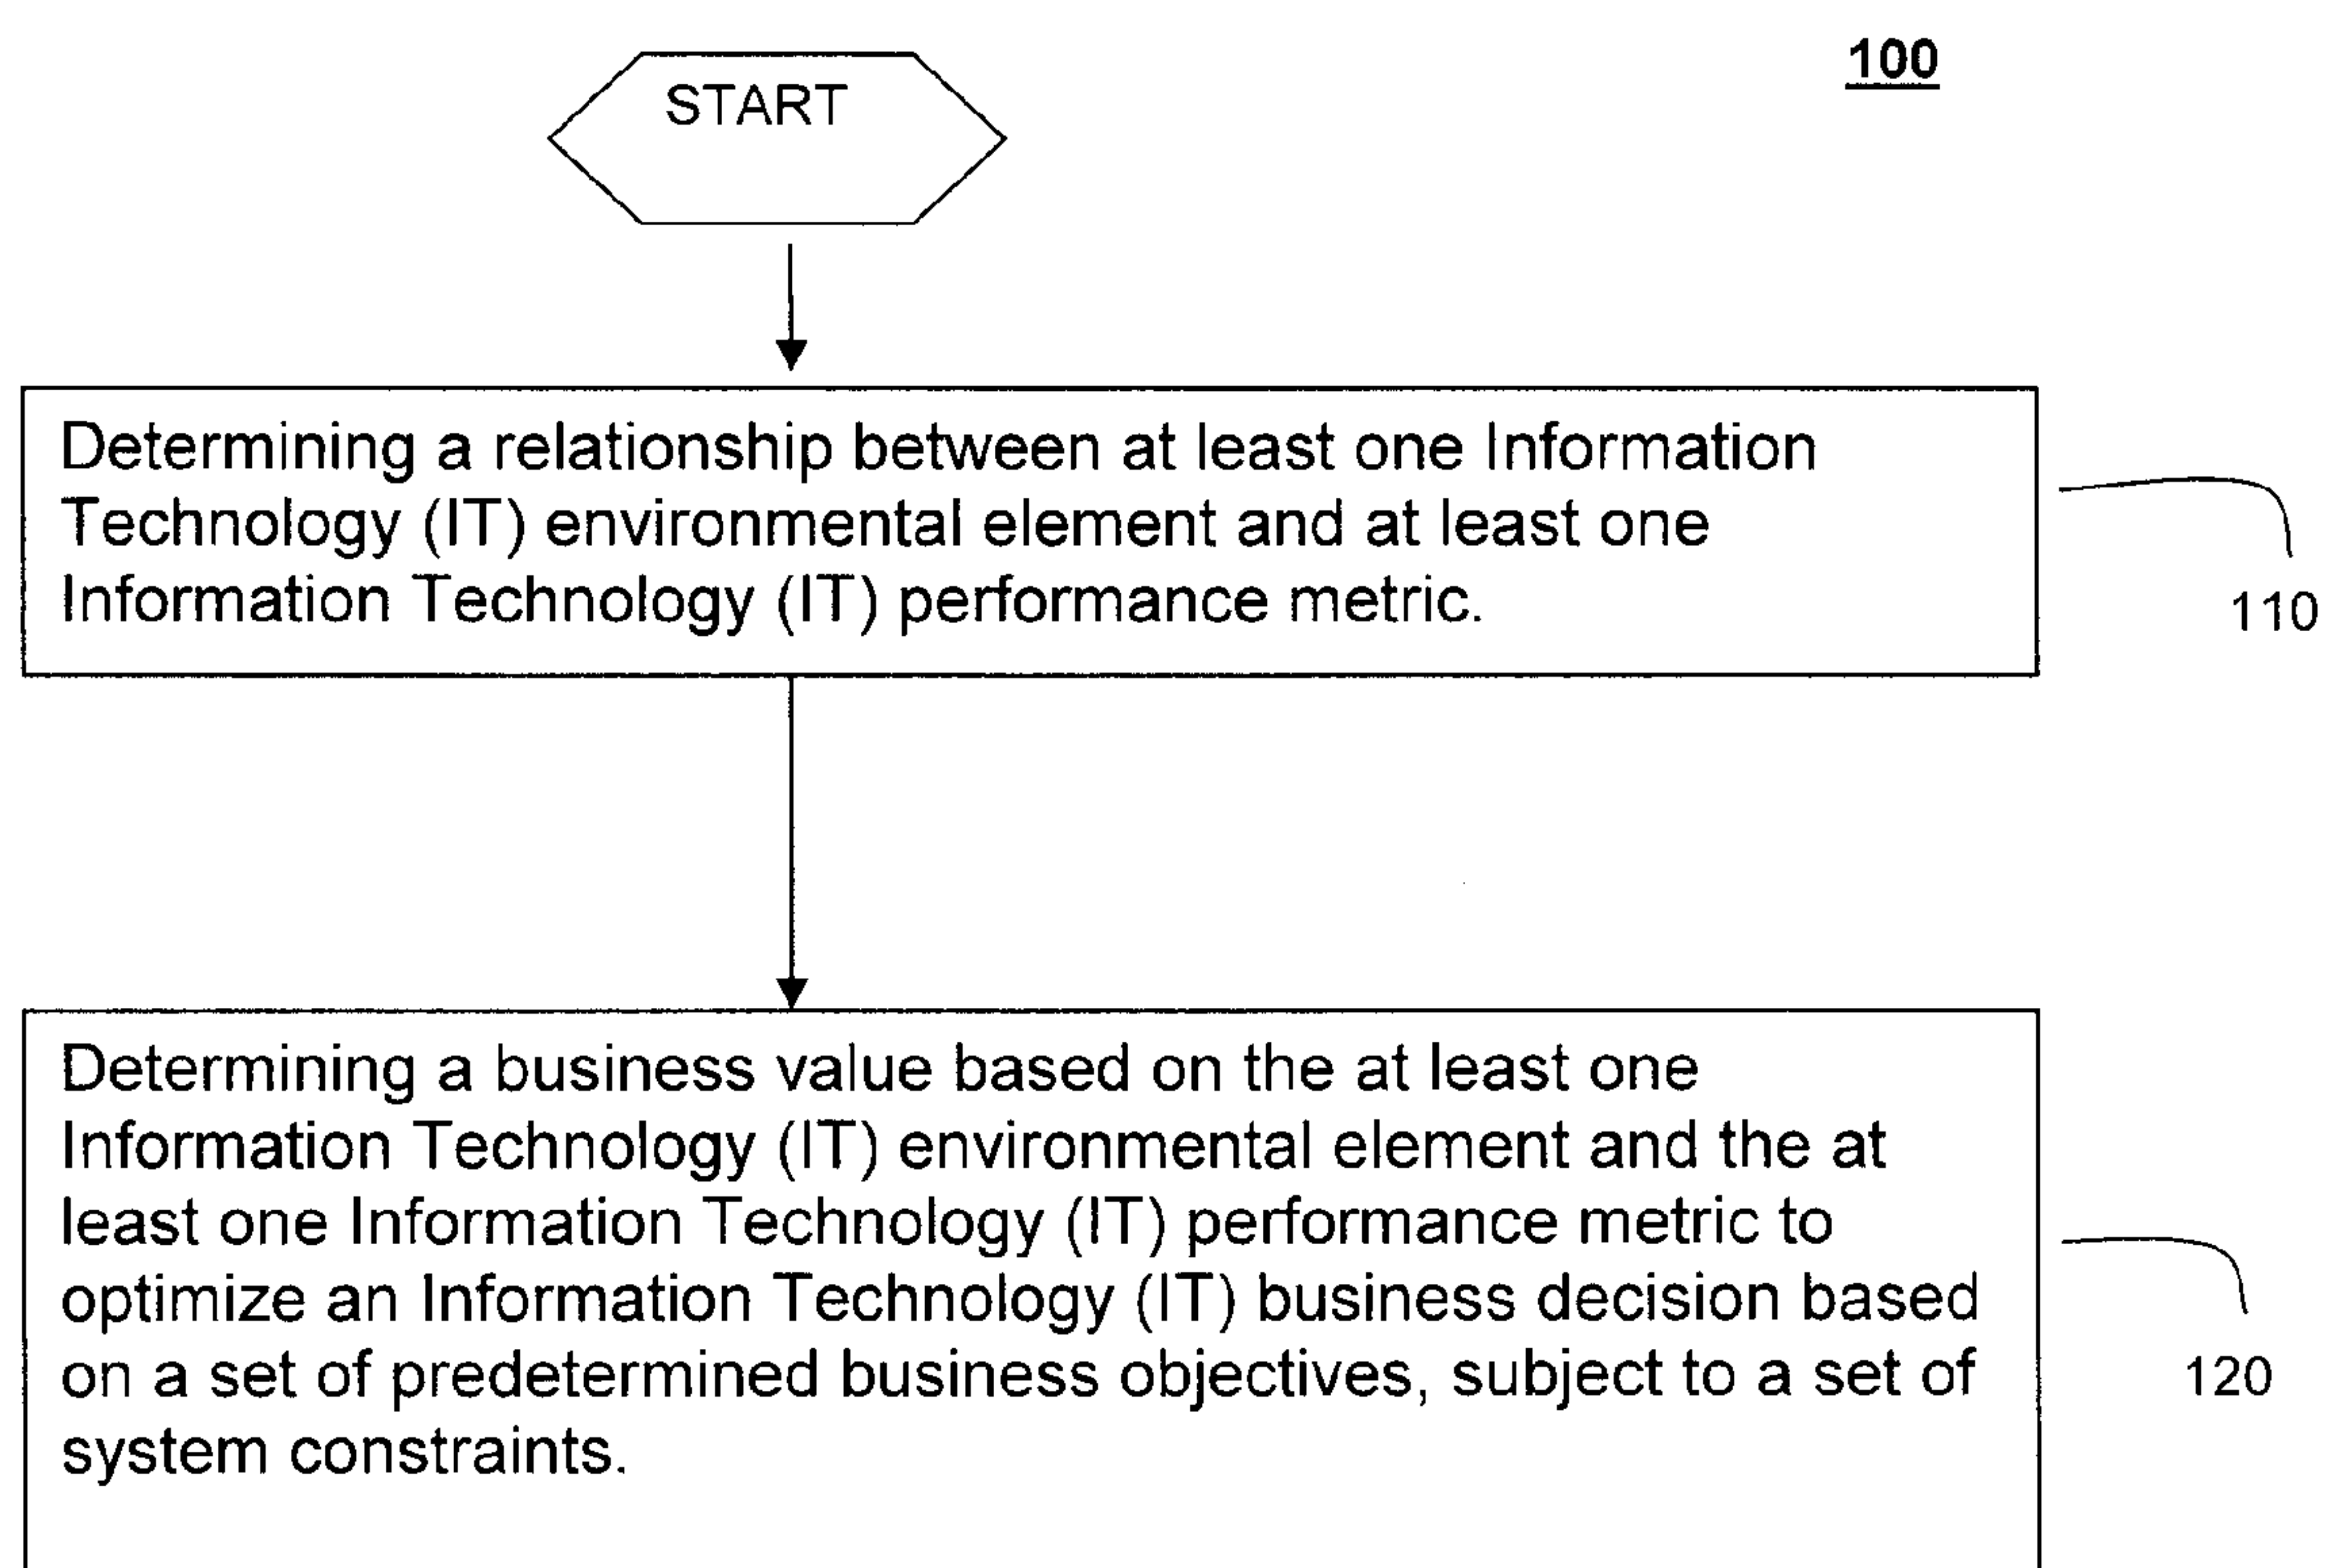 100
START
Determining a relationship between at least one Information
Technology (IT) environmental element and at least one
Information Technology (IT) performance metric.
110
Determining a business value based on the at least one
Information Technology (IT) environmental element and the at
least one Information Technology (IT) performance metric to
optimize an Information Technology (IT) business decision based
on a set of predetermined business objectives, subject to a set of
system constraints.
120